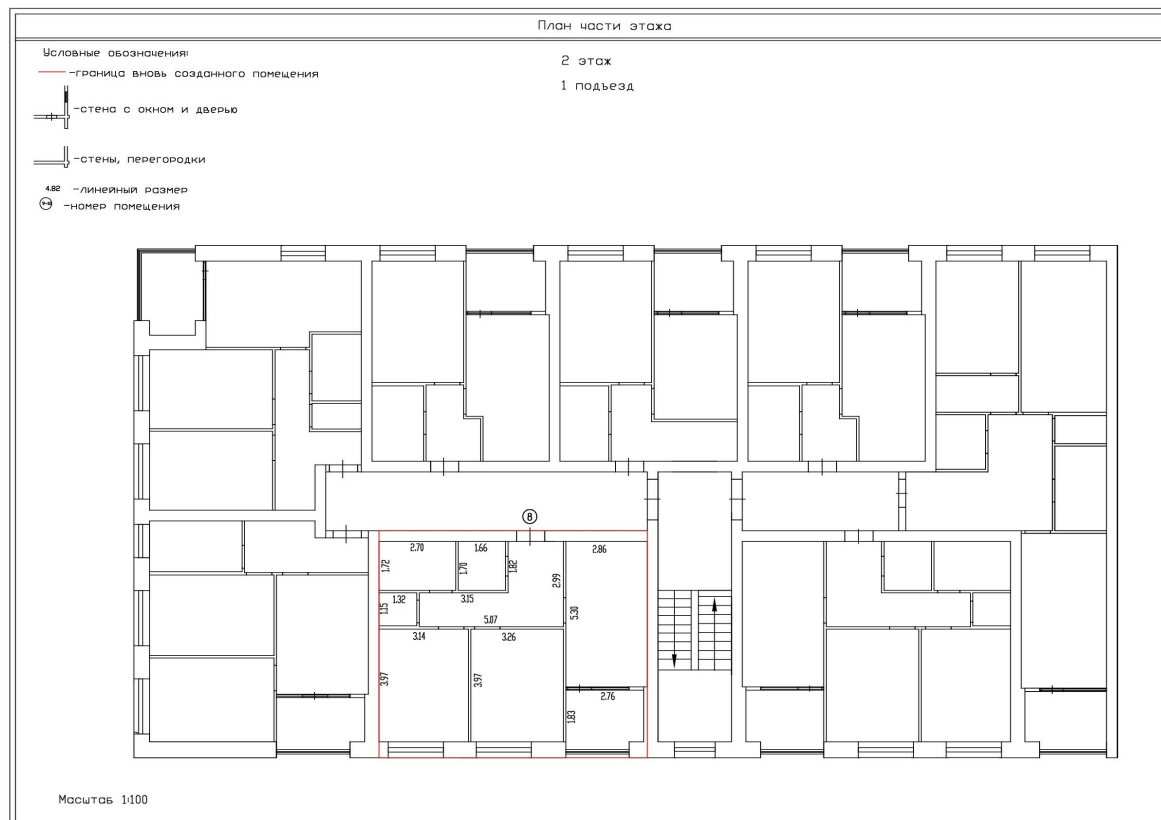 План части этажа
Условные обозначения:
-граница вновь созданного помещения
-стена с окном и дверью
-стены, перегородки
4.82 -линейный размер
-номер помещения
2 этаж
1 подъезд
8
2.70 1.66 2.86
1.72 1.70 1.82 2.99
1.15 1.32 3.15 5.30
5.07
3.14 3.26
3.97 3.97
2.76
1.83
Масштаб 1:100